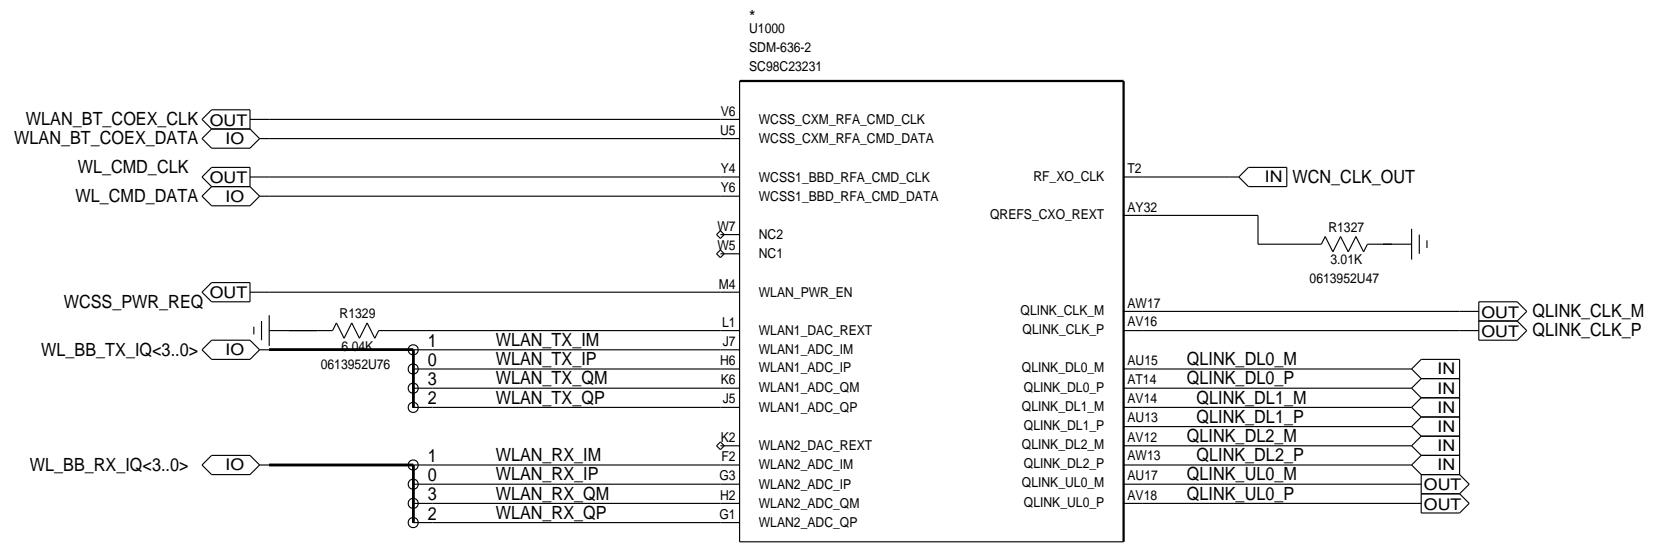 *
U1000
SDM-636-2
SC98C23231
WLAN_BT_COEX_CLK OUT V6 WCSS_CXM_RFA_CMD_CLK
WLAN_BT_COEX_DATA IO U5 WCSS_CXM_RFA_CMD_DATA
WL_CMD_CLK OUT Y4 WCSS1_BBD_RFA_CMD_CLK RF_XO_CLK T2 IN WCN_CLK_OUT
WL_CMD_DATA IO Y6 WCSS1_BBD_RFA_CMD_DATA
QREFS_CXO_REXT AY32
W7 NC2 R1327
W5 NC1 3.01K
0613952U47
WCSS_PWR_REQ OUT M4 WLAN_PWR_EN
QLINK_CLK_M AW17 OUT QLINK_CLK_M
R1329
L1 WLAN1_DAC_REXT QLINK_CLK_P AV16 OUT QLINK_CLK_P
6.04K
0613952U76
WL_BB_TX_IQ<3..0> IO 1 WLAN_TX_IM J7 WLAN1_ADC_IM
0 WLAN_TX_IP H6 WLAN1_ADC_IP QLINK_DL0_M AU15 QLINK_DL0_M IN
3 WLAN_TX_QM K6 WLAN1_ADC_QM QLINK_DL0_P AT14 QLINK_DL0_P IN
2 WLAN_TX_QP J5 WLAN1_ADC_QP QLINK_DL1_M AV14 QLINK_DL1_M IN
QLINK_DL1_P AU13 QLINK_DL1_P IN
K2 WLAN2_DAC_REXT QLINK_DL2_M AV12 QLINK_DL2_M IN
WL_BB_RX_IQ<3..0> IO 1 WLAN_RX_IM F2 WLAN2_ADC_IM QLINK_DL2_P AW13 QLINK_DL2_P IN
0 WLAN_RX_IP G3 WLAN2_ADC_IP QLINK_UL0_M AU17 QLINK_UL0_M OUT
3 WLAN_RX_QM H2 WLAN2_ADC_QM QLINK_UL0_P AV18 QLINK_UL0_P OUT
2 WLAN_RX_QP G1 WLAN2_ADC_QP